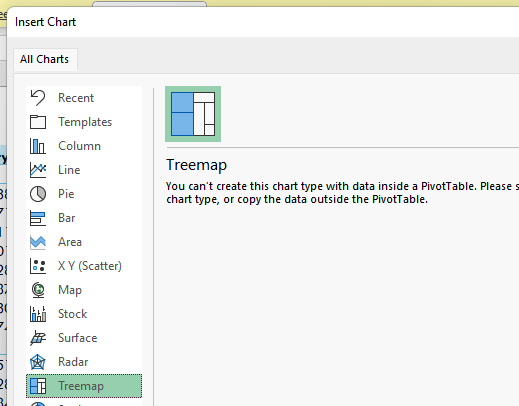 Insert Chart
All Charts
Recent
Templates
Column
Line
Pie
Bar
Area
X Y (Scatter)
Map
Stock
Surface
Radar
Treemap
Treemap
You can't create this chart type with data inside a PivotTable. Please
chart type, or copy the data outside the PivotTable.